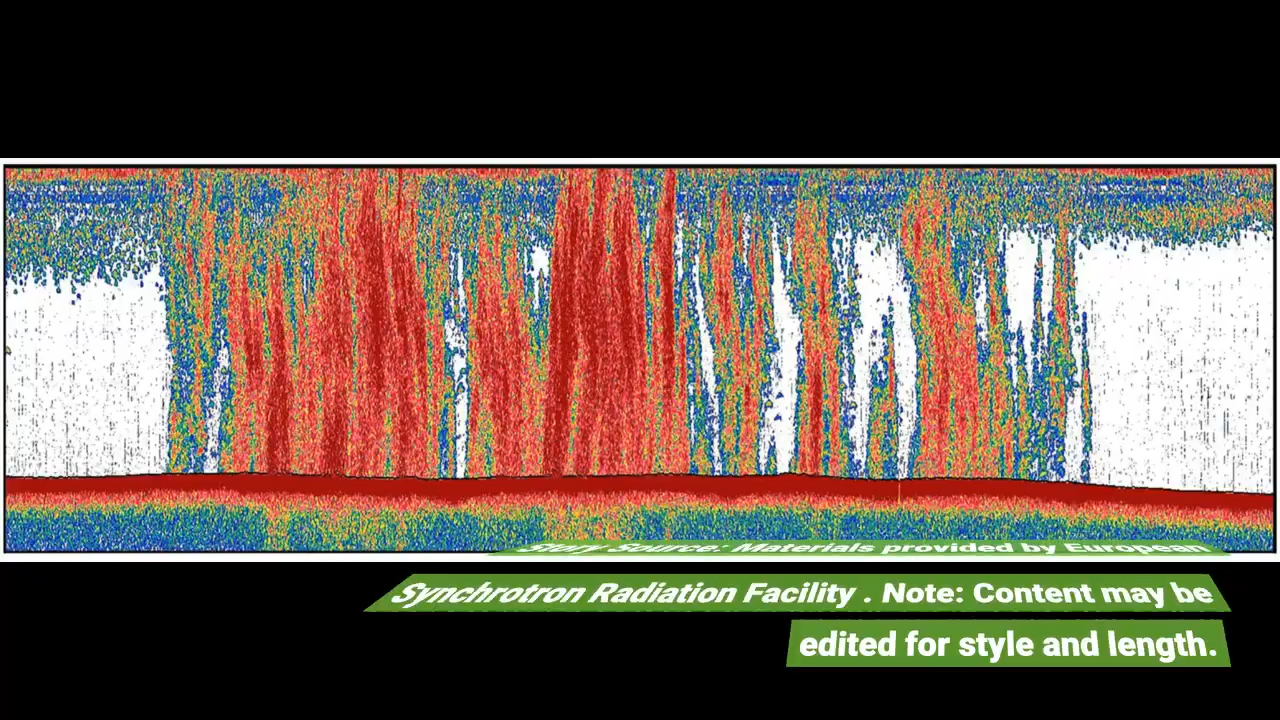 Story Source: Materials provided by European
Synchrotron Radiation Facility . Note: Content may be
edited for style and length.